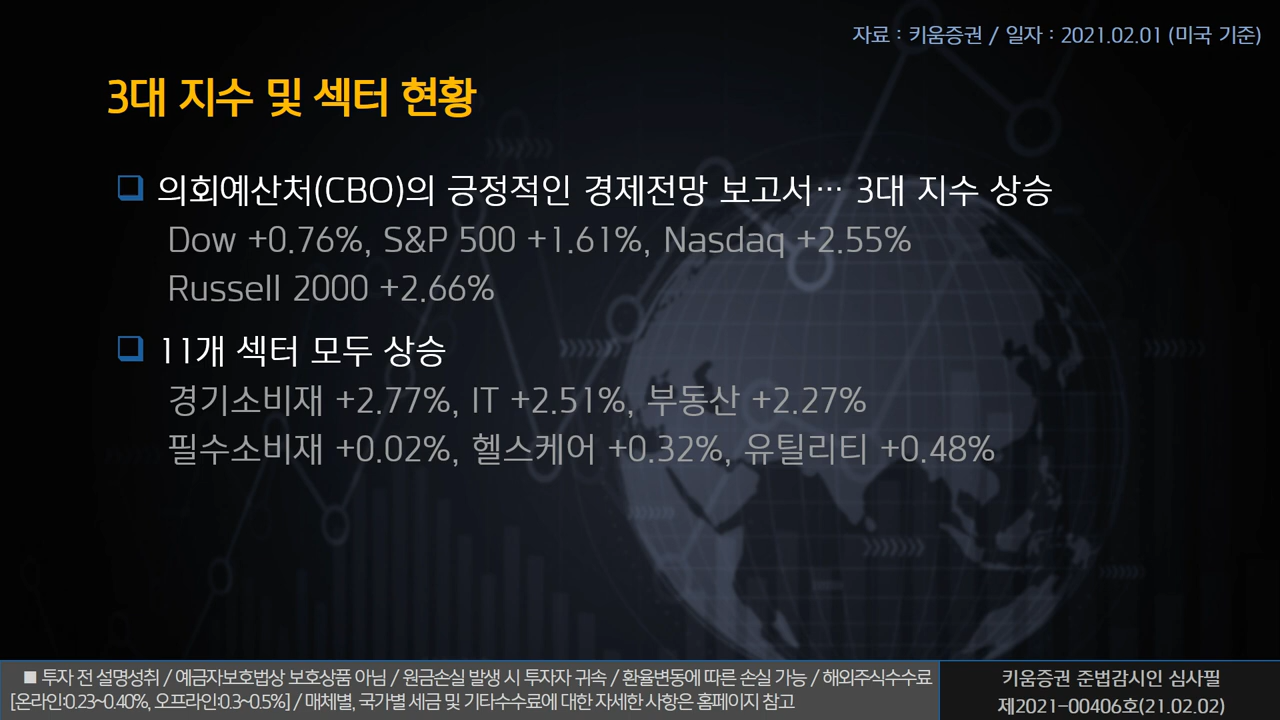 자료 : 키움증권 / 일자 : 2021.02.01 (미국 기준)
3대 지수 및 섹터 현황
❑ 의회예산처(CBO)의 긍정적인 경제전망 보고서… 3대 지수 상승
Dow +0.76%, S&P 500 +1.61%, Nasdaq +2.55%
Russell 2000 +2.66%
❑ 11개 섹터 모두 상승
경기소비재 +2.77%, IT +2.51%, 부동산 +2.27%
필수소비재 +0.02%, 헬스케어 +0.32%, 유틸리티 +0.48%
■ 투자 전 설명성취 / 예금자보호법상 보호상품 아님 / 원금손실 발생 시 투자자 귀속 / 환율변동에 따른 손실 가능 / 해외주식수수료
[온라인:0.23~0.40%, 오프라인:0.3~0.5%] / 매체별, 국가별 세금 및 기타수수료에 대한 자세한 사항은 홈페이지 참고
키움증권 준법감시인 심사필
제2021-00406호(21.02.02)